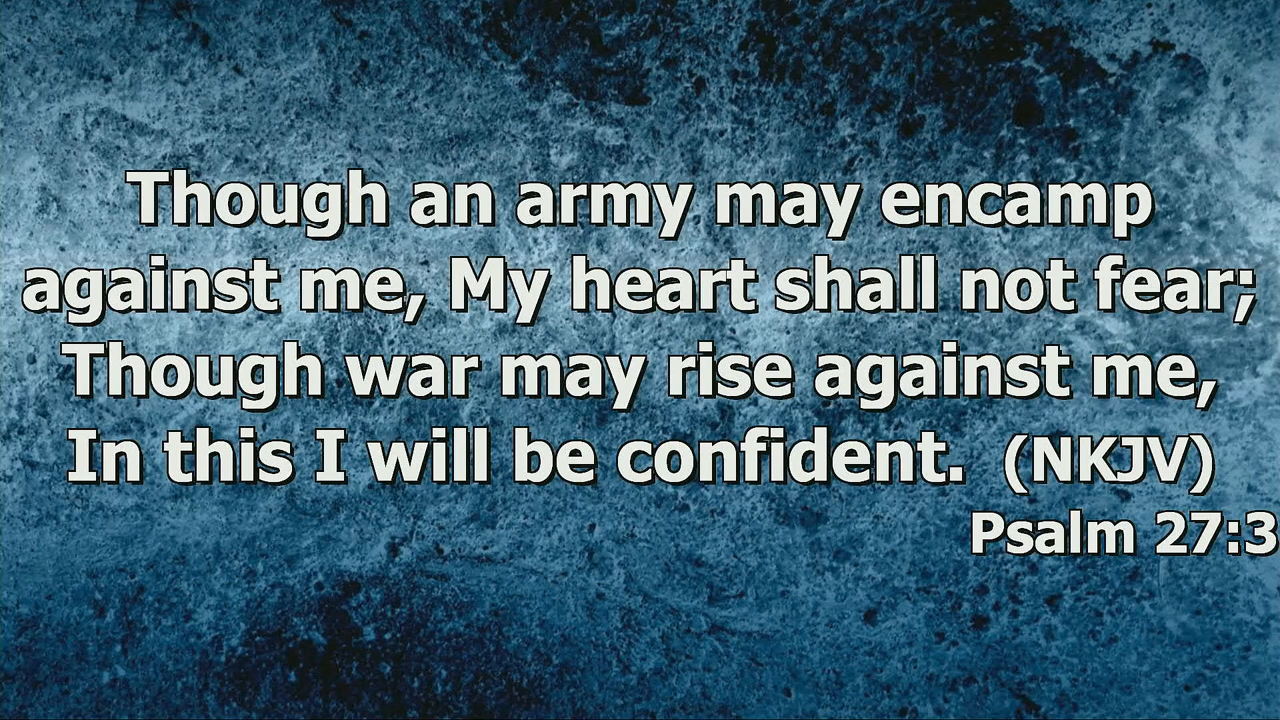 Though an army may encamp
against me, My heart shall not fear;
Though war may rise against me,
In this I will be confident. (NKJV)
Psalm 27:3